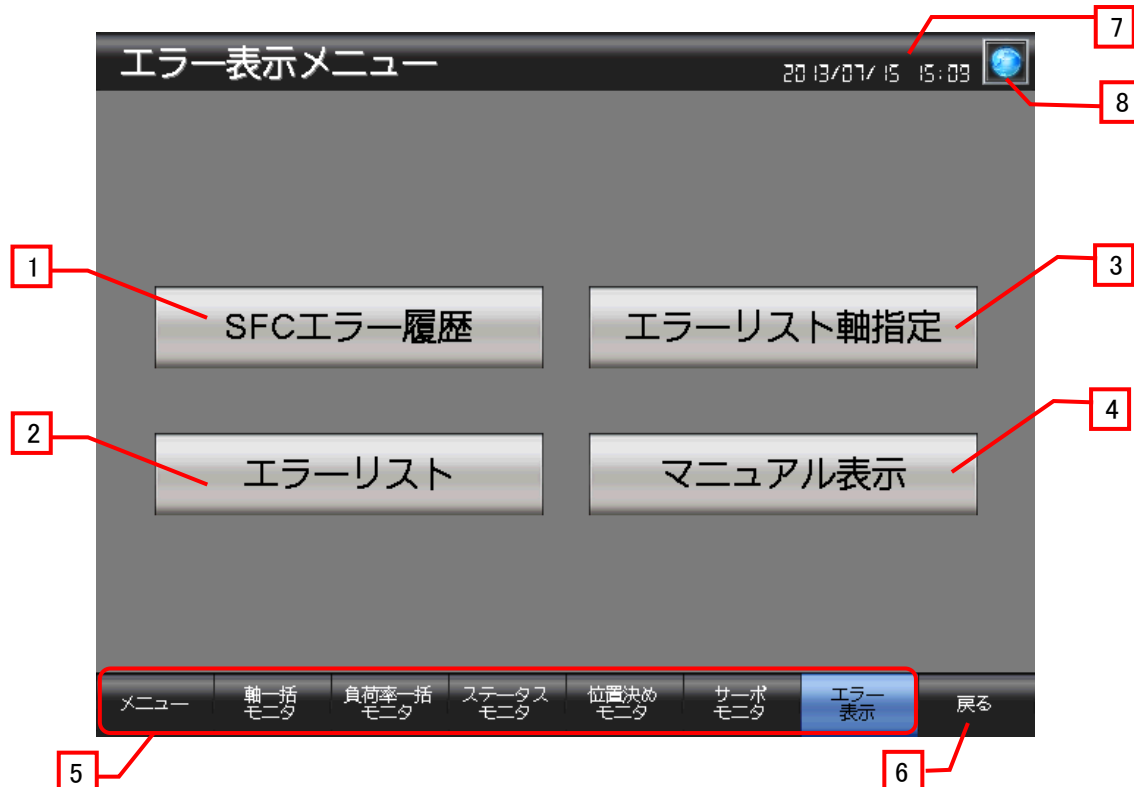 7
エラー表示メニュー
2013/07/15 15:09
8
1
SFCエラー履歴
エラーリスト軸指定
3
2
エラーリスト
マニュアル表示
4
メニュー
軸一括
モニタ
負荷率一括
モニタ
ステータス
モニタ
位置決め
モニタ
サーボ
モニタ
エラー
表示
戻る
5
6